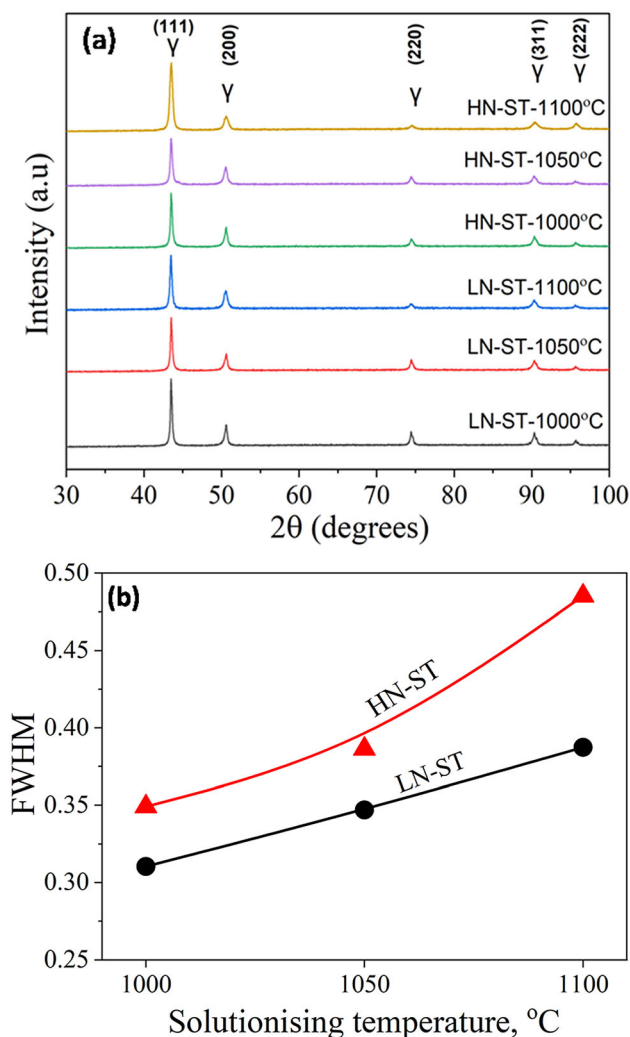 (a)
(111)
γ
(200)
γ
(220)
γ
(311)
γ
(222)
γ
HN-ST-1100°C
HN-ST-1050°C
HN-ST-1000°C
LN-ST-1100°C
LN-ST-1050°C
LN-ST-1000°C
Intensity (a.u)
30 40 50 60 70 80 90 100
2θ (degrees)
(b)
0.50
0.45
0.40
0.35
0.30
0.25
FWHM
HN-ST
LN-ST
1000 1050 1100
Solutionising temperature, °C